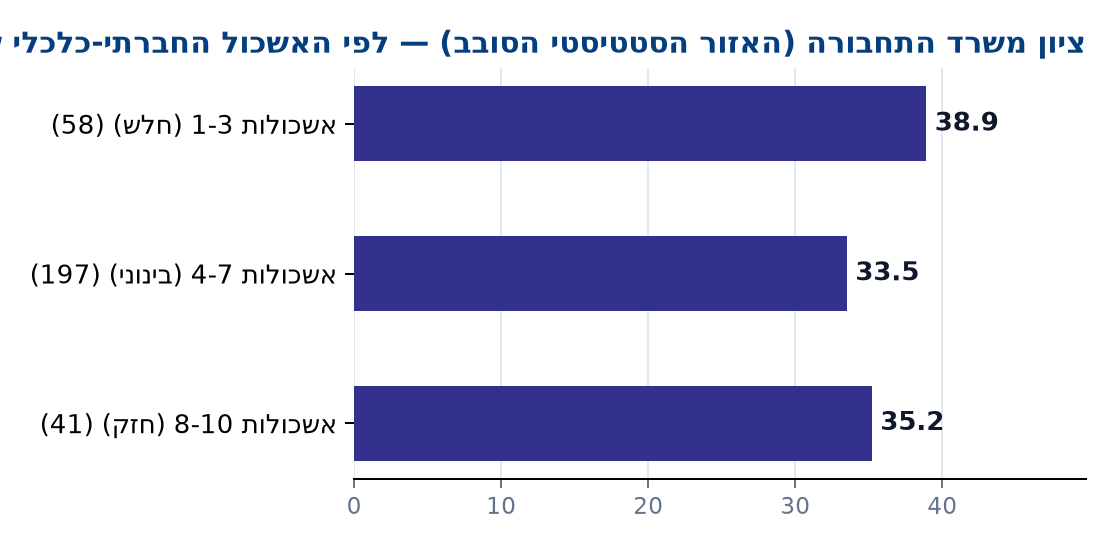 ציון משרד התחבורה (האזור הסטטיסטי הסובב) — לפי האשכול החברתי-כלכלי
אשכולות 1-3 (חלש) (58)
38.9
אשכולות 4-7 (בינוני) (197)
33.5
אשכולות 8-10 (חזק) (41)
35.2
0 10 20 30 40